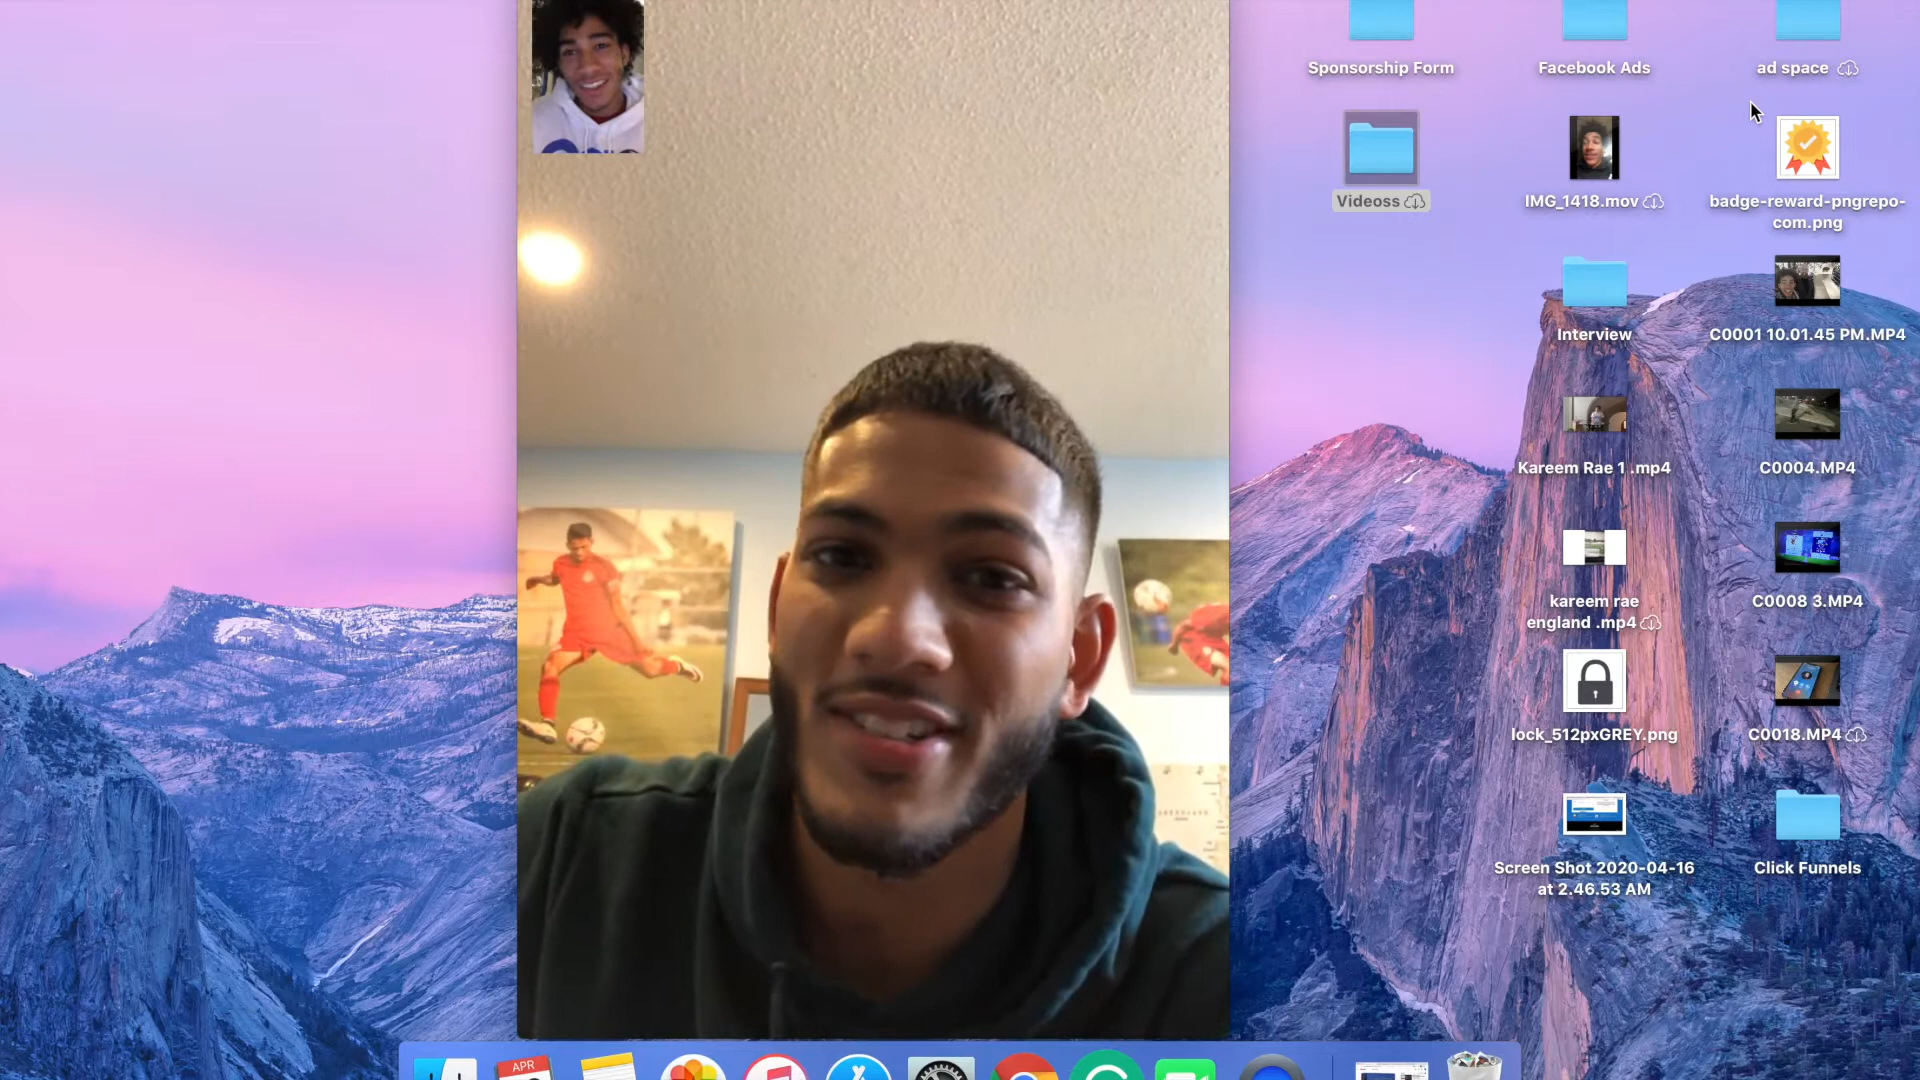 Sponsorship Form
Facebook Ads
ad space
Videoss
IMG_1418.mov
badge-reward-pngrepo-
com.png
Interview
C0001 10.01.45 PM.MP4
Kareem Rae 1 .mp4
C0004.MP4
kareem rae
england .mp4
C0008 3.MP4
lock_512pxGREY.png
C0018.MP4
Screen Shot 2020-04-16
at 2.46.53 AM
Click Funnels
APR